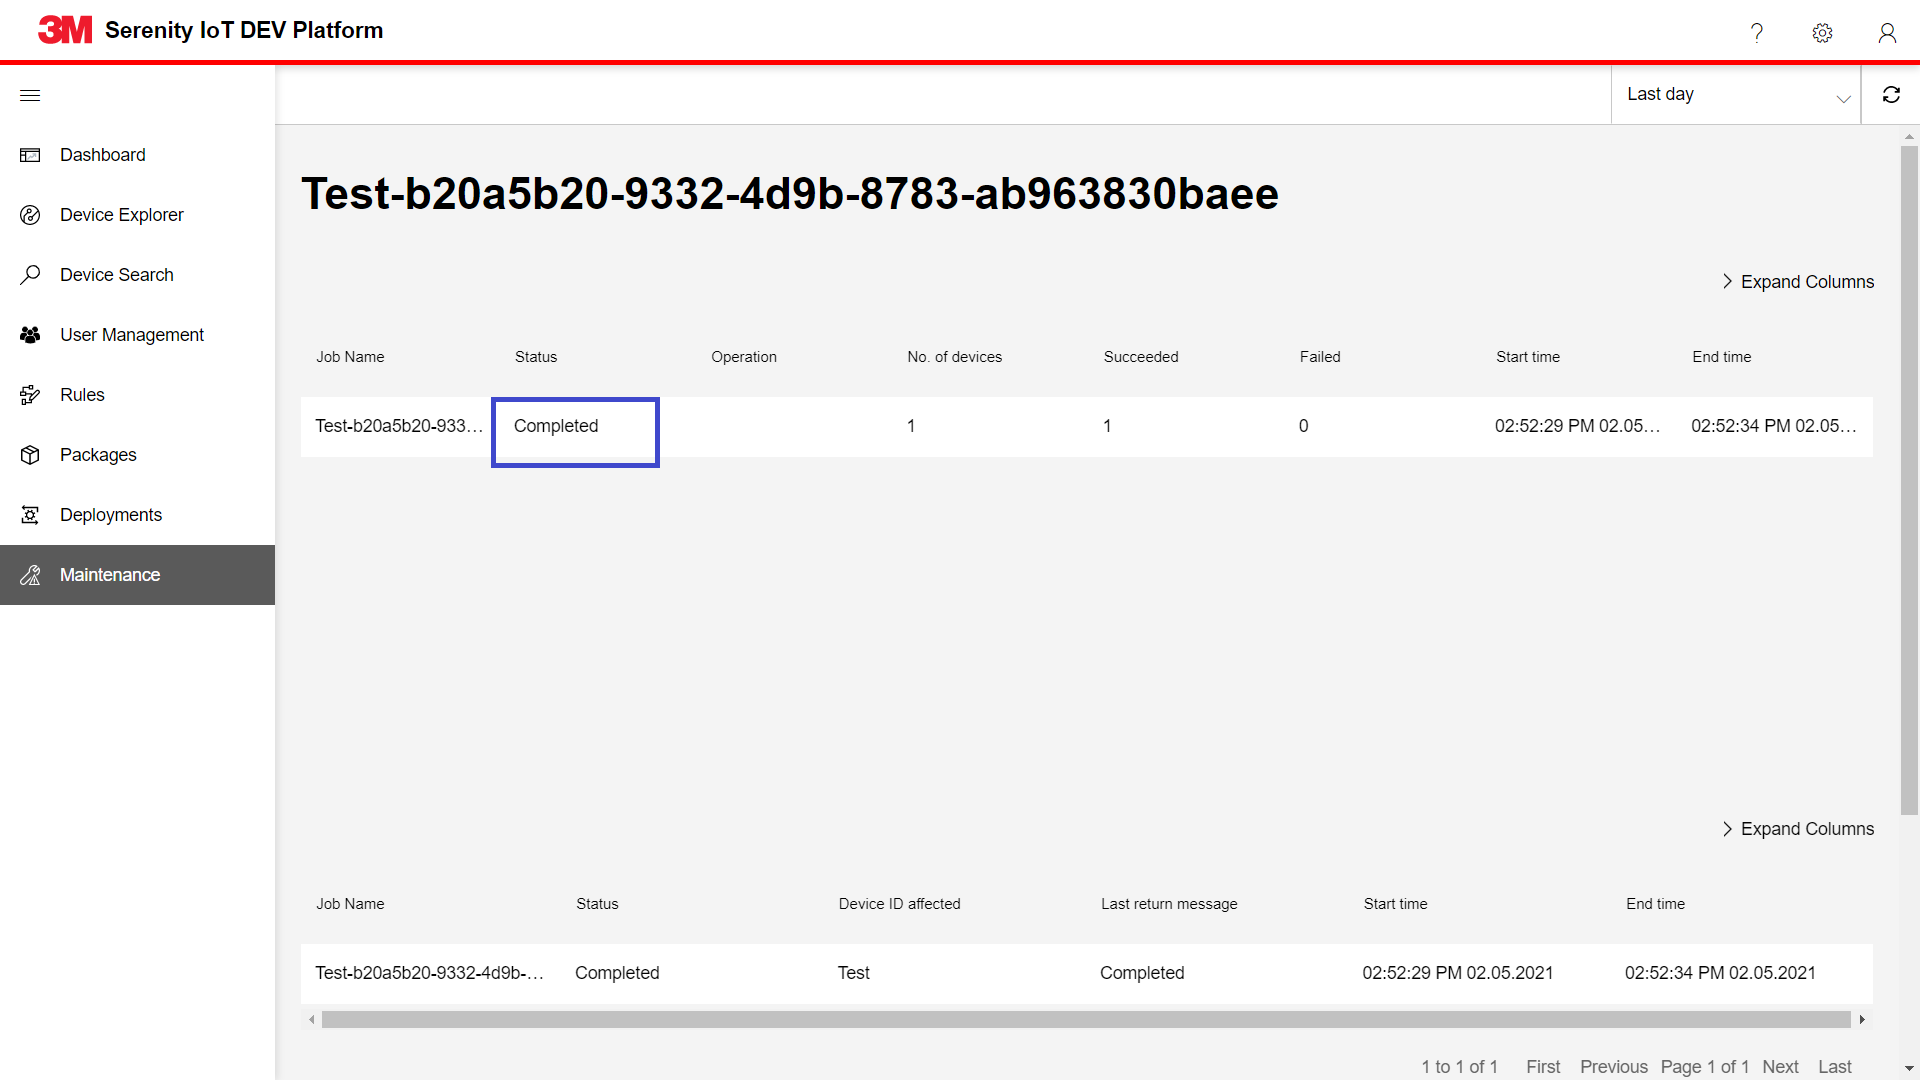 3M Serenity IoT DEV Platform
Last day
Dashboard
Device Explorer
Device Search
User Management
Rules
Packages
Deployments
Maintenance
Test-b20a5b20-9332-4d9b-8783-ab963830baee
Expand Columns
Job Name Status Operation No. of devices Succeeded Failed Start time End time
Test-b20a5b20-933... Completed 1 1 0 02:52:29 PM 02.05... 02:52:34 PM 02.05...
Expand Columns
Job Name Status Device ID affected Last return message Start time End time
Test-b20a5b20-9332-4d9b-... Completed Test Completed 02:52:29 PM 02.05.2021 02:52:34 PM 02.05.2021
1 to 1 of 1 First Previous Page 1 of 1 Next Last